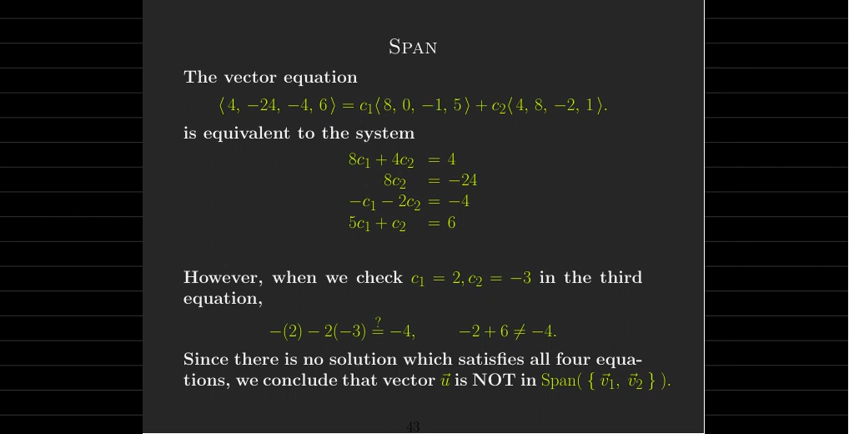 Span
The vector equation
⟨4, −24, −4, 6⟩ = c₁⟨8, 0, −1, 5⟩ + c₂⟨4, 8, −2, 1⟩.
is equivalent to the system
8c₁ + 4c₂ = 4
8c₂ = −24
−c₁ − 2c₂ = −4
5c₁ + c₂ = 6
However, when we check c₁ = 2, c₂ = −3 in the third
equation,
−(2) − 2(−3) ≟ −4, −2 + 6 ≠ −4.
Since there is no solution which satisfies all four equa-
tions, we conclude that vector u⃗ is NOT in Span( { v⃗₁, v⃗₂ } ).
43